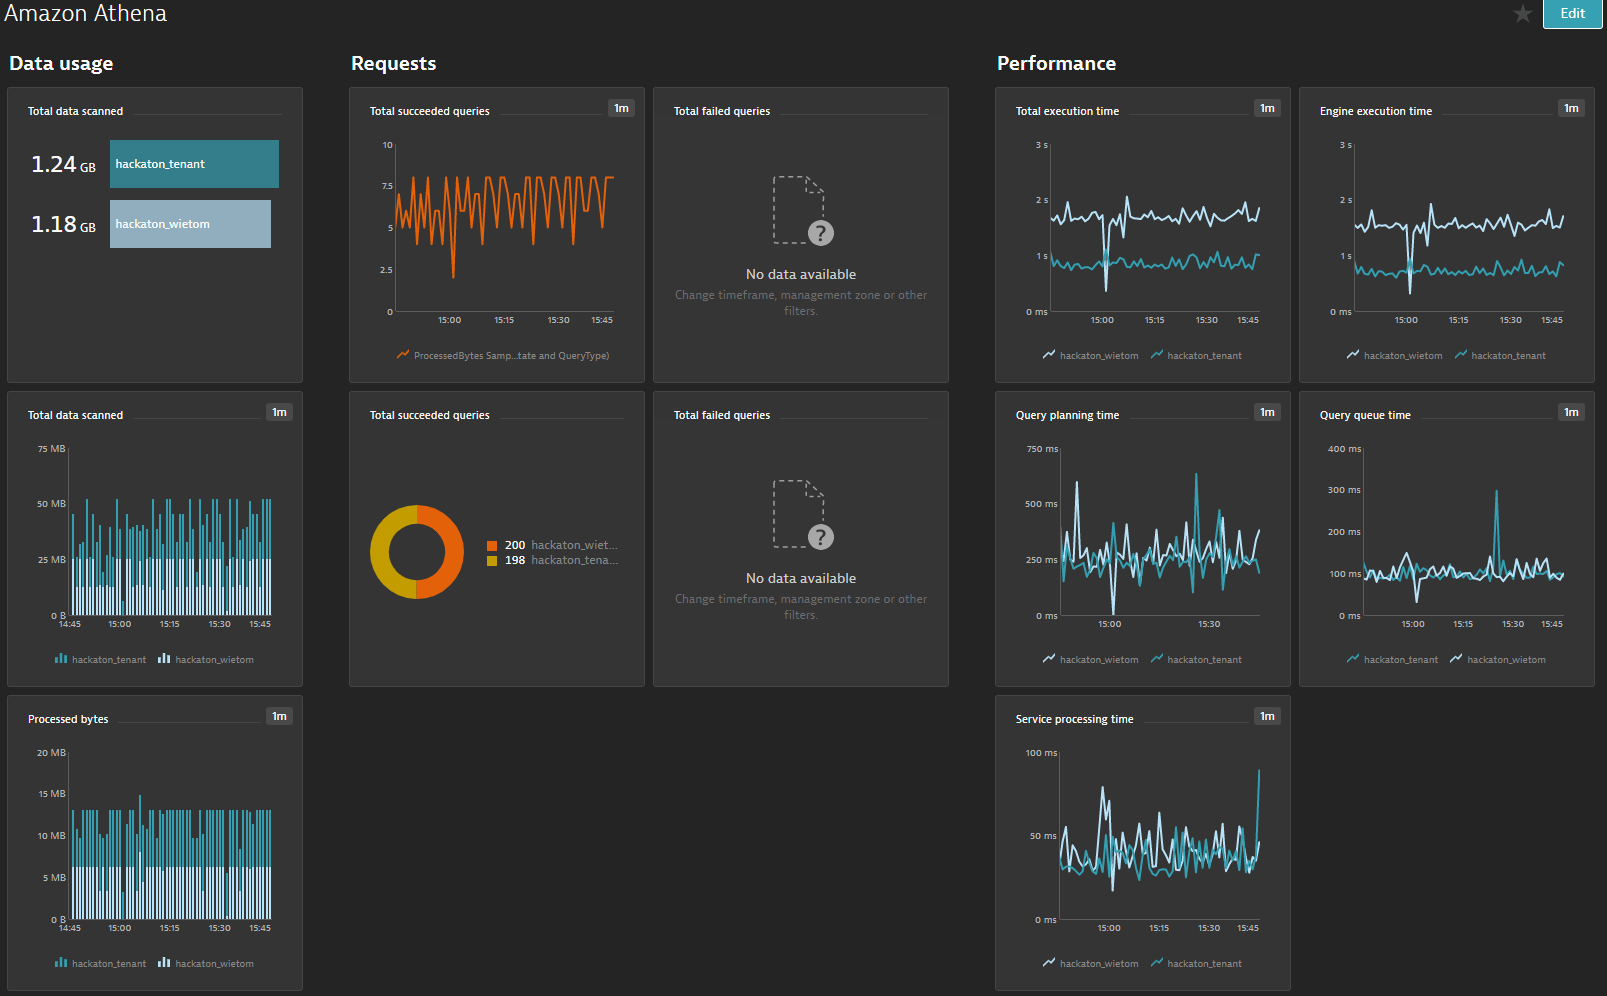 Amazon Athena
Edit
Data usage
Total data scanned
1.24 GB hackaton_tenant
1.18 GB hackaton_wietom
Total data scanned
1m
75 MB
50 MB
25 MB
0 B
14:45 15:00 15:15 15:30 15:45
hackaton_tenant hackaton_wietom
Processed bytes
1m
20 MB
15 MB
10 MB
5 MB
0 B
14:45 15:00 15:15 15:30 15:45
hackaton_tenant hackaton_wietom
Requests
Total succeeded queries
1m
10
7.5
5
2.5
0
15:00 15:15 15:30 15:45
ProcessedBytes Samp...tate and QueryType)
Total failed queries
?
No data available
Change timeframe, management zone or other
filters.
Total succeeded queries
200 hackaton_wiet...
198 hackaton_tena...
Total failed queries
?
No data available
Change timeframe, management zone or other
filters.
Performance
Total execution time
1m
3 s
2 s
1 s
0 ms
15:00 15:15 15:30 15:45
hackaton_wietom hackaton_tenant
Engine execution time
1m
3 s
2 s
1 s
0 ms
15:00 15:15 15:30 15:45
hackaton_wietom hackaton_tenant
Query planning time
1m
750 ms
500 ms
250 ms
0 ms
15:00 15:30
hackaton_wietom hackaton_tenant
Query queue time
1m
400 ms
300 ms
200 ms
100 ms
0 ms
15:00 15:15 15:30 15:45
hackaton_tenant hackaton_wietom
Service processing time
1m
100 ms
50 ms
0 ms
15:00 15:15 15:30 15:45
hackaton_wietom hackaton_tenant